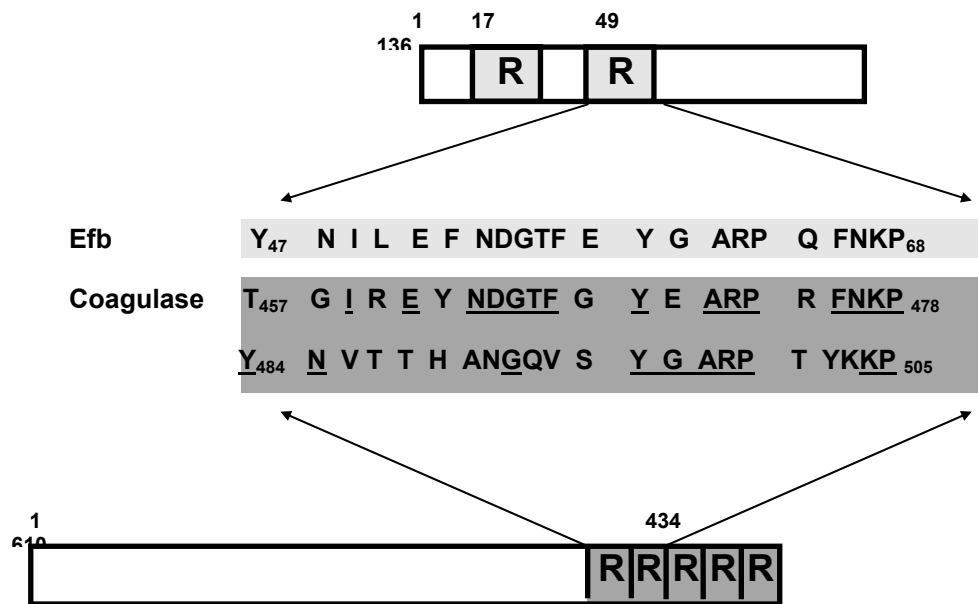 1 17 49
136
R R
Efb Y47 N I L E F NDGTF E Y G ARP Q FNKP68
Coagulase T457 G I R E Y NDGTF G Y E ARP R FNKP 478
Y484 N V T T H ANGQV S Y G ARP T YKKP 505
1 434
610
R R R R R